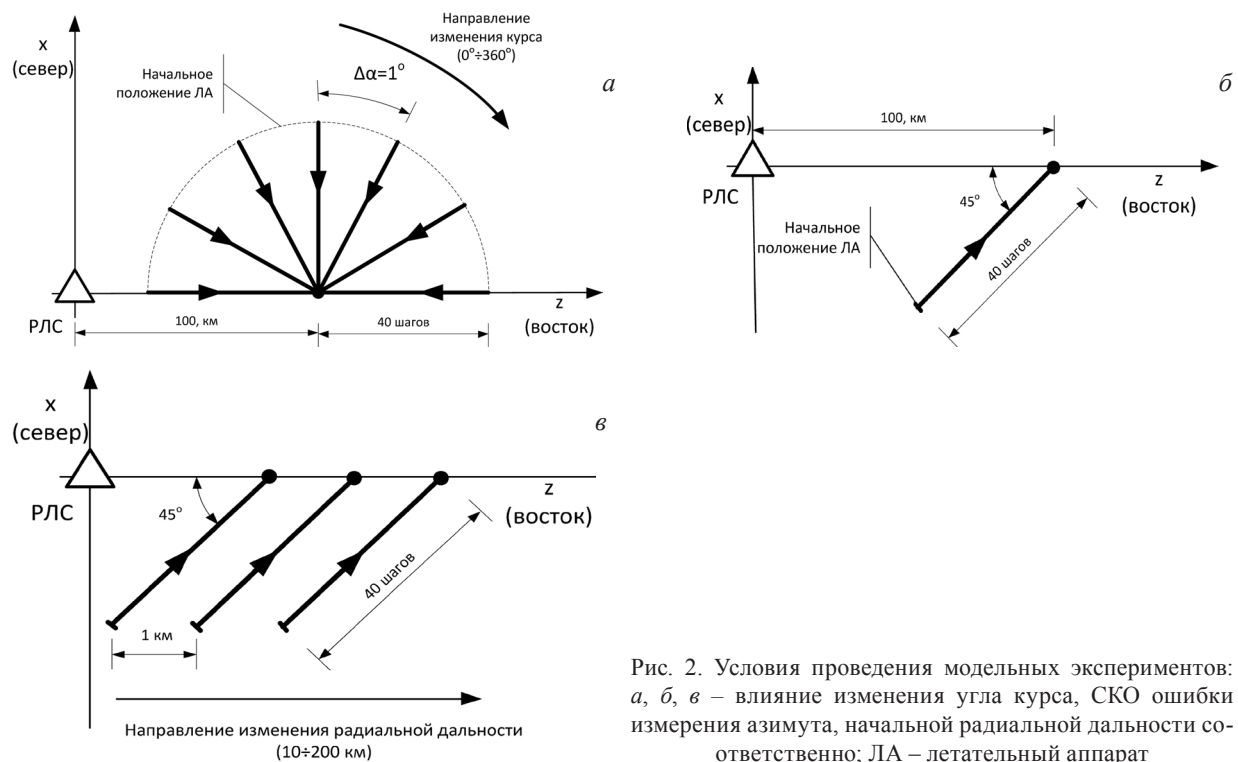 x
(север)
Направление
изменения курса
(0°÷360°)
Начальное
положение ЛА
Δα=1°
а
РЛС
100, км
40 шагов
z
(восток)
x
(север)
б
100, км
РЛС
45°
z
(восток)
Начальное
положение ЛА
40 шагов
x
(север)
в
РЛС
45°
z
(восток)
40 шагов
1 км
Направление изменения радиальной дальности
(10÷200 км)
Рис. 2. Условия проведения модельных экспериментов:
а, б, в – влияние изменения угла курса, СКО ошибки
измерения азимута, начальной радиальной дальности со-
ответственно; ЛА – летательный аппарат